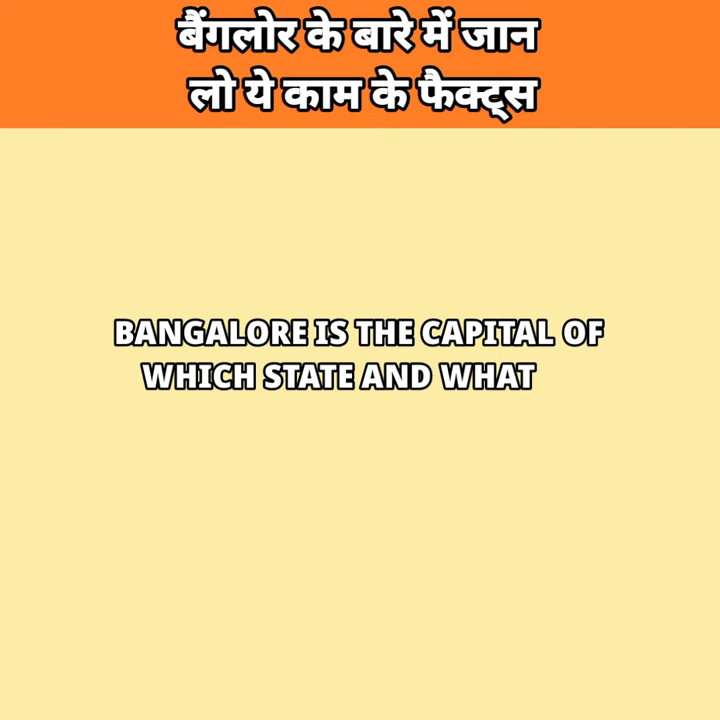 बैंगलोर के बारे में जान
लो ये काम के फैक्ट्स
BANGALORE IS THE CAPITAL OF
WHICH STATE AND WHAT